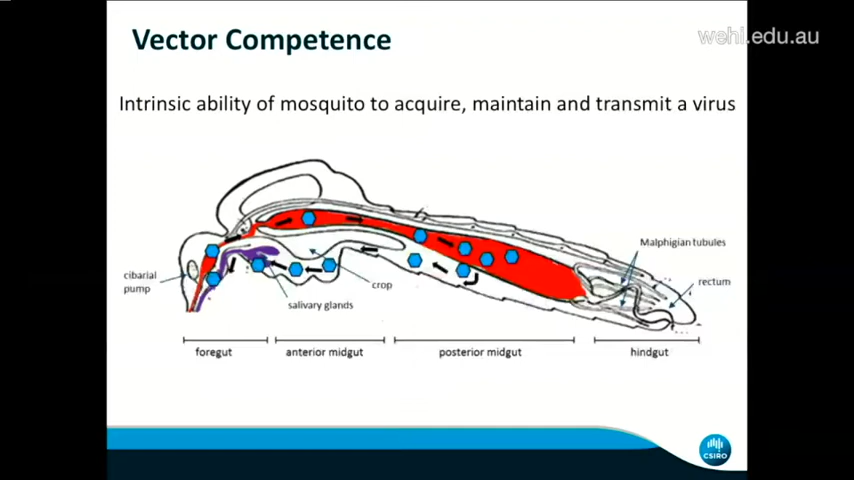 Vector Competence
wehi.edu.au
Intrinsic ability of mosquito to acquire, maintain and transmit a virus
Malphigian tubules
cibarial
pump
rectum
crop
salivary glands
foregut
anterior midgut
posterior midgut
hindgut
CSIRO